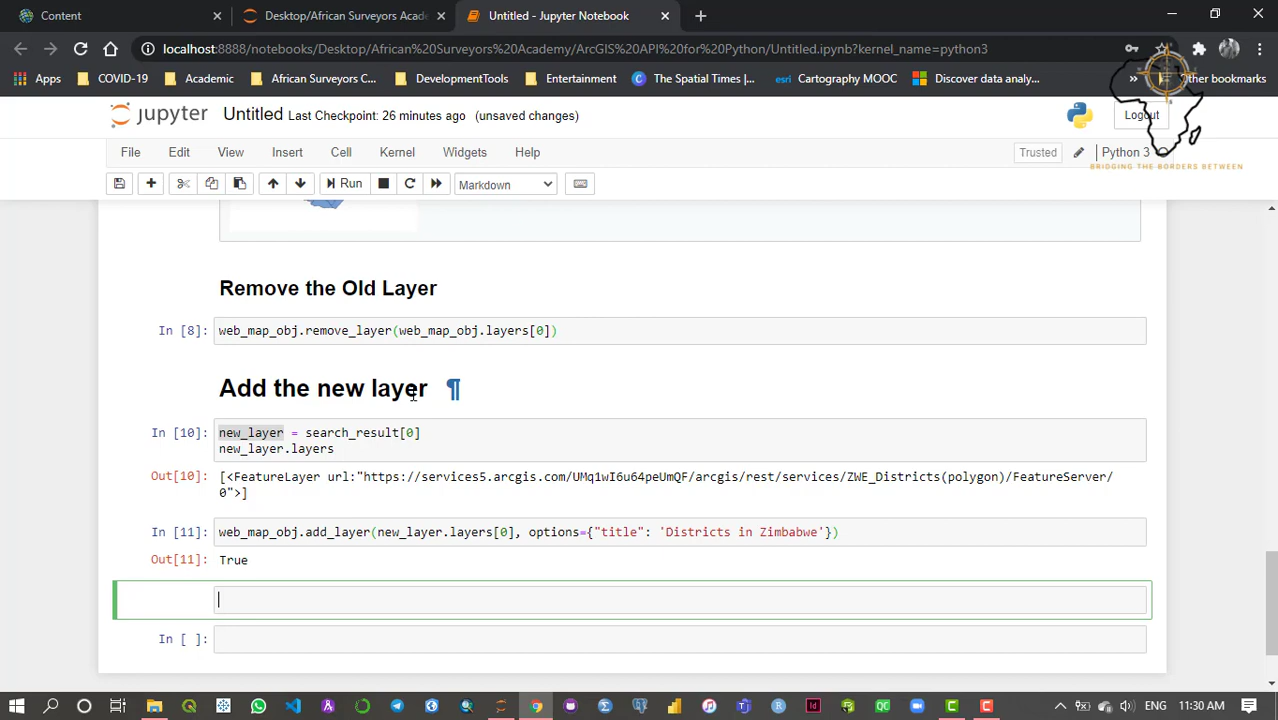 Content
Desktop/African Surveyors Acade
Untitled - Jupyter Notebook
localhost:8888/notebooks/Desktop/African%20Surveyors%20Academy/ArcGIS%20API%20for%20Python/Untitled.ipynb?kernel_name=python3
Apps COVID-19 Academic African Surveyors C... DevelopmentTools Entertainment The Spatial Times |... esri Cartography MOOC Discover data analy... » ther bookmarks
jupyter Untitled Last Checkpoint: 26 minutes ago (unsaved changes) Logout
File Edit View Insert Cell Kernel Widgets Help Trusted Python 3
BRIDGING THE BORDERS BETWEEN
Run Markdown
Remove the Old Layer
In [8]: web_map_obj.remove_layer(web_map_obj.layers[0])
Add the new layer ¶
In [10]: new_layer = search_result[0]
new_layer.layers
Out[10]: [<FeatureLayer url:"https://services5.arcgis.com/UMq1wI6u64peUmQF/arcgis/rest/services/ZWE_Districts(polygon)/FeatureServer/
0">]
In [11]: web_map_obj.add_layer(new_layer.layers[0], options={"title": 'Districts in Zimbabwe'})
Out[11]: True
In [ ]:
ENG 11:30 AM